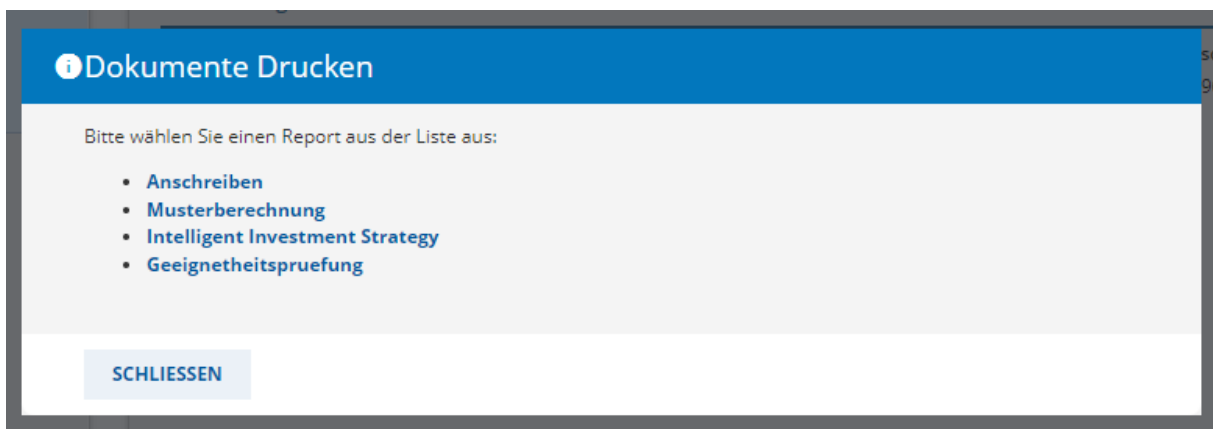 Dokumente Drucken
Bitte wählen Sie einen Report aus der Liste aus:
Anschreiben
Musterberechnung
Intelligent Investment Strategy
Geeignetheitspruefung
SCHLIESSEN